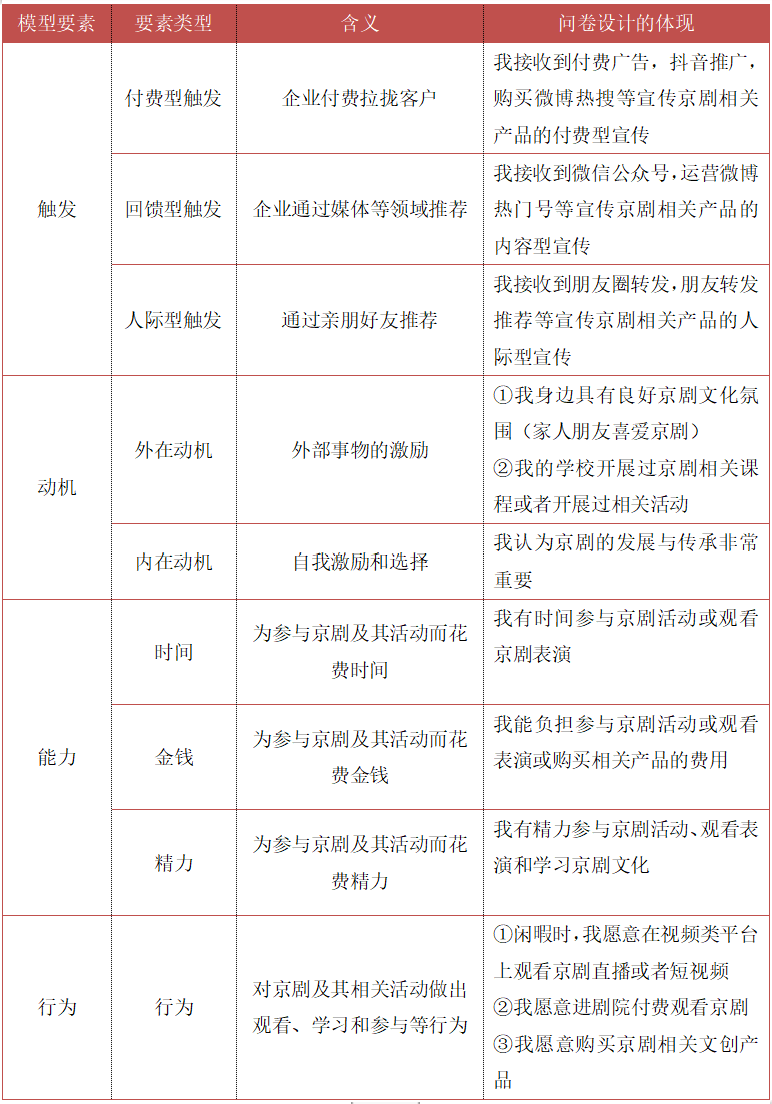 模型要素 要素类型 含义 问卷设计的体现
触发
付费型触发
企业付费拉拢客户
我接收到付费广告，抖音推广，
购买微博热搜等宣传京剧相关
产品的付费型宣传
回馈型触发
企业通过媒体等领域推荐
我接收到微信公众号，运营微博
热门号等宣传京剧相关产品的
内容型宣传
人际型触发
通过亲朋好友推荐
我接收到朋友圈转发，朋友转发
推荐等宣传京剧相关产品的人
际型宣传
动机
外在动机
外部事物的激励
①我身边具有良好京剧文化氛
围（家人朋友喜爱京剧）
②我的学校开展过京剧相关课
程或者开展过相关活动
内在动机
自我激励和选择
我认为京剧的发展与传承非常
重要
能力
时间
为参与京剧及其活动而花
费时间
我有时间参与京剧活动或观看
京剧表演
金钱
为参与京剧及其活动而花
费金钱
我能负担参与京剧活动或观看
表演或购买相关产品的费用
精力
为参与京剧及其活动而花
费精力
我有精力参与京剧活动、观看表
演和学习京剧文化
行为
行为
对京剧及其相关活动做出
观看、学习和参与等行为
①闲暇时，我愿意在视频类平台
上观看京剧直播或者短视频
②我愿意进剧院付费观看京剧
③我愿意购买京剧相关文创产
品